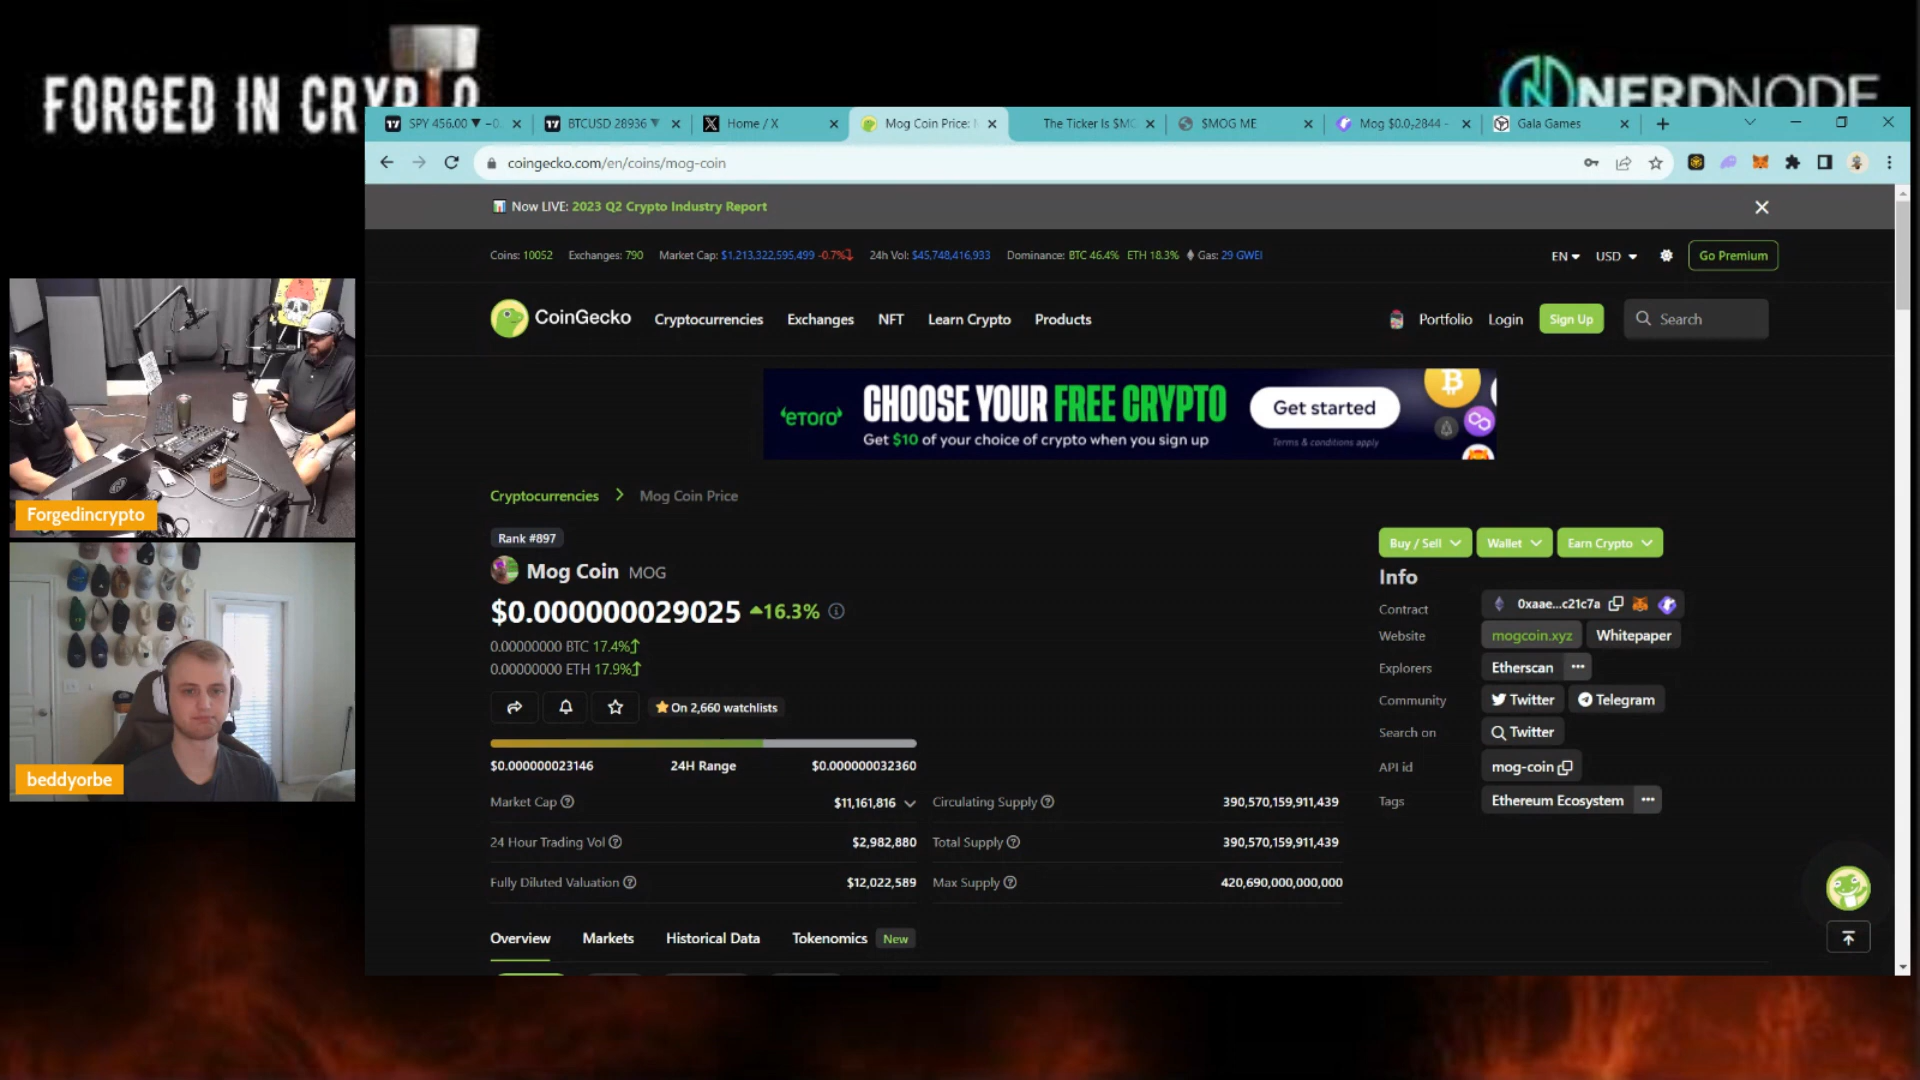 FORGED IN CRYPTO
NERDNODE
SPY 456.00 ▼ −0.
BTCUSD 28936 ▼
Home / X
Mog Coin Price:
The Ticker Is $MO
$MOG ME
Mog $0.0₇2844 -
Gala Games
coingecko.com/en/coins/mog-coin
Now LIVE: 2023 Q2 Crypto Industry Report
Coins: 10052 Exchanges: 790 Market Cap: $1,213,322,595,499 -0.7% 24h Vol: $45,748,416,933 Dominance: BTC 46.4% ETH 18.3% Gas: 29 GWEI
EN USD Go Premium
CoinGecko Cryptocurrencies Exchanges NFT Learn Crypto Products
Portfolio Login Sign Up Search
eToro CHOOSE YOUR FREE CRYPTO
Get $10 of your choice of crypto when you sign up
Get started
Terms & conditions apply
Cryptocurrencies > Mog Coin Price
Rank #897
Mog Coin MOG
$0.000000029025 16.3%
0.00000000 BTC 17.4%
0.00000000 ETH 17.9%
On 2,660 watchlists
$0.000000023146 24H Range $0.000000032360
Market Cap $11,161,816
24 Hour Trading Vol $2,982,880
Fully Diluted Valuation $12,022,589
Circulating Supply 390,570,159,911,439
Total Supply 390,570,159,911,439
Max Supply 420,690,000,000,000
Overview Markets Historical Data Tokenomics New
Buy / Sell Wallet Earn Crypto
Info
Contract 0xaae...c21c7a
Website mogcoin.xyz Whitepaper
Explorers Etherscan
Community Twitter Telegram
Search on Twitter
API id mog-coin
Tags Ethereum Ecosystem
Forgedincrypto
beddyorbe